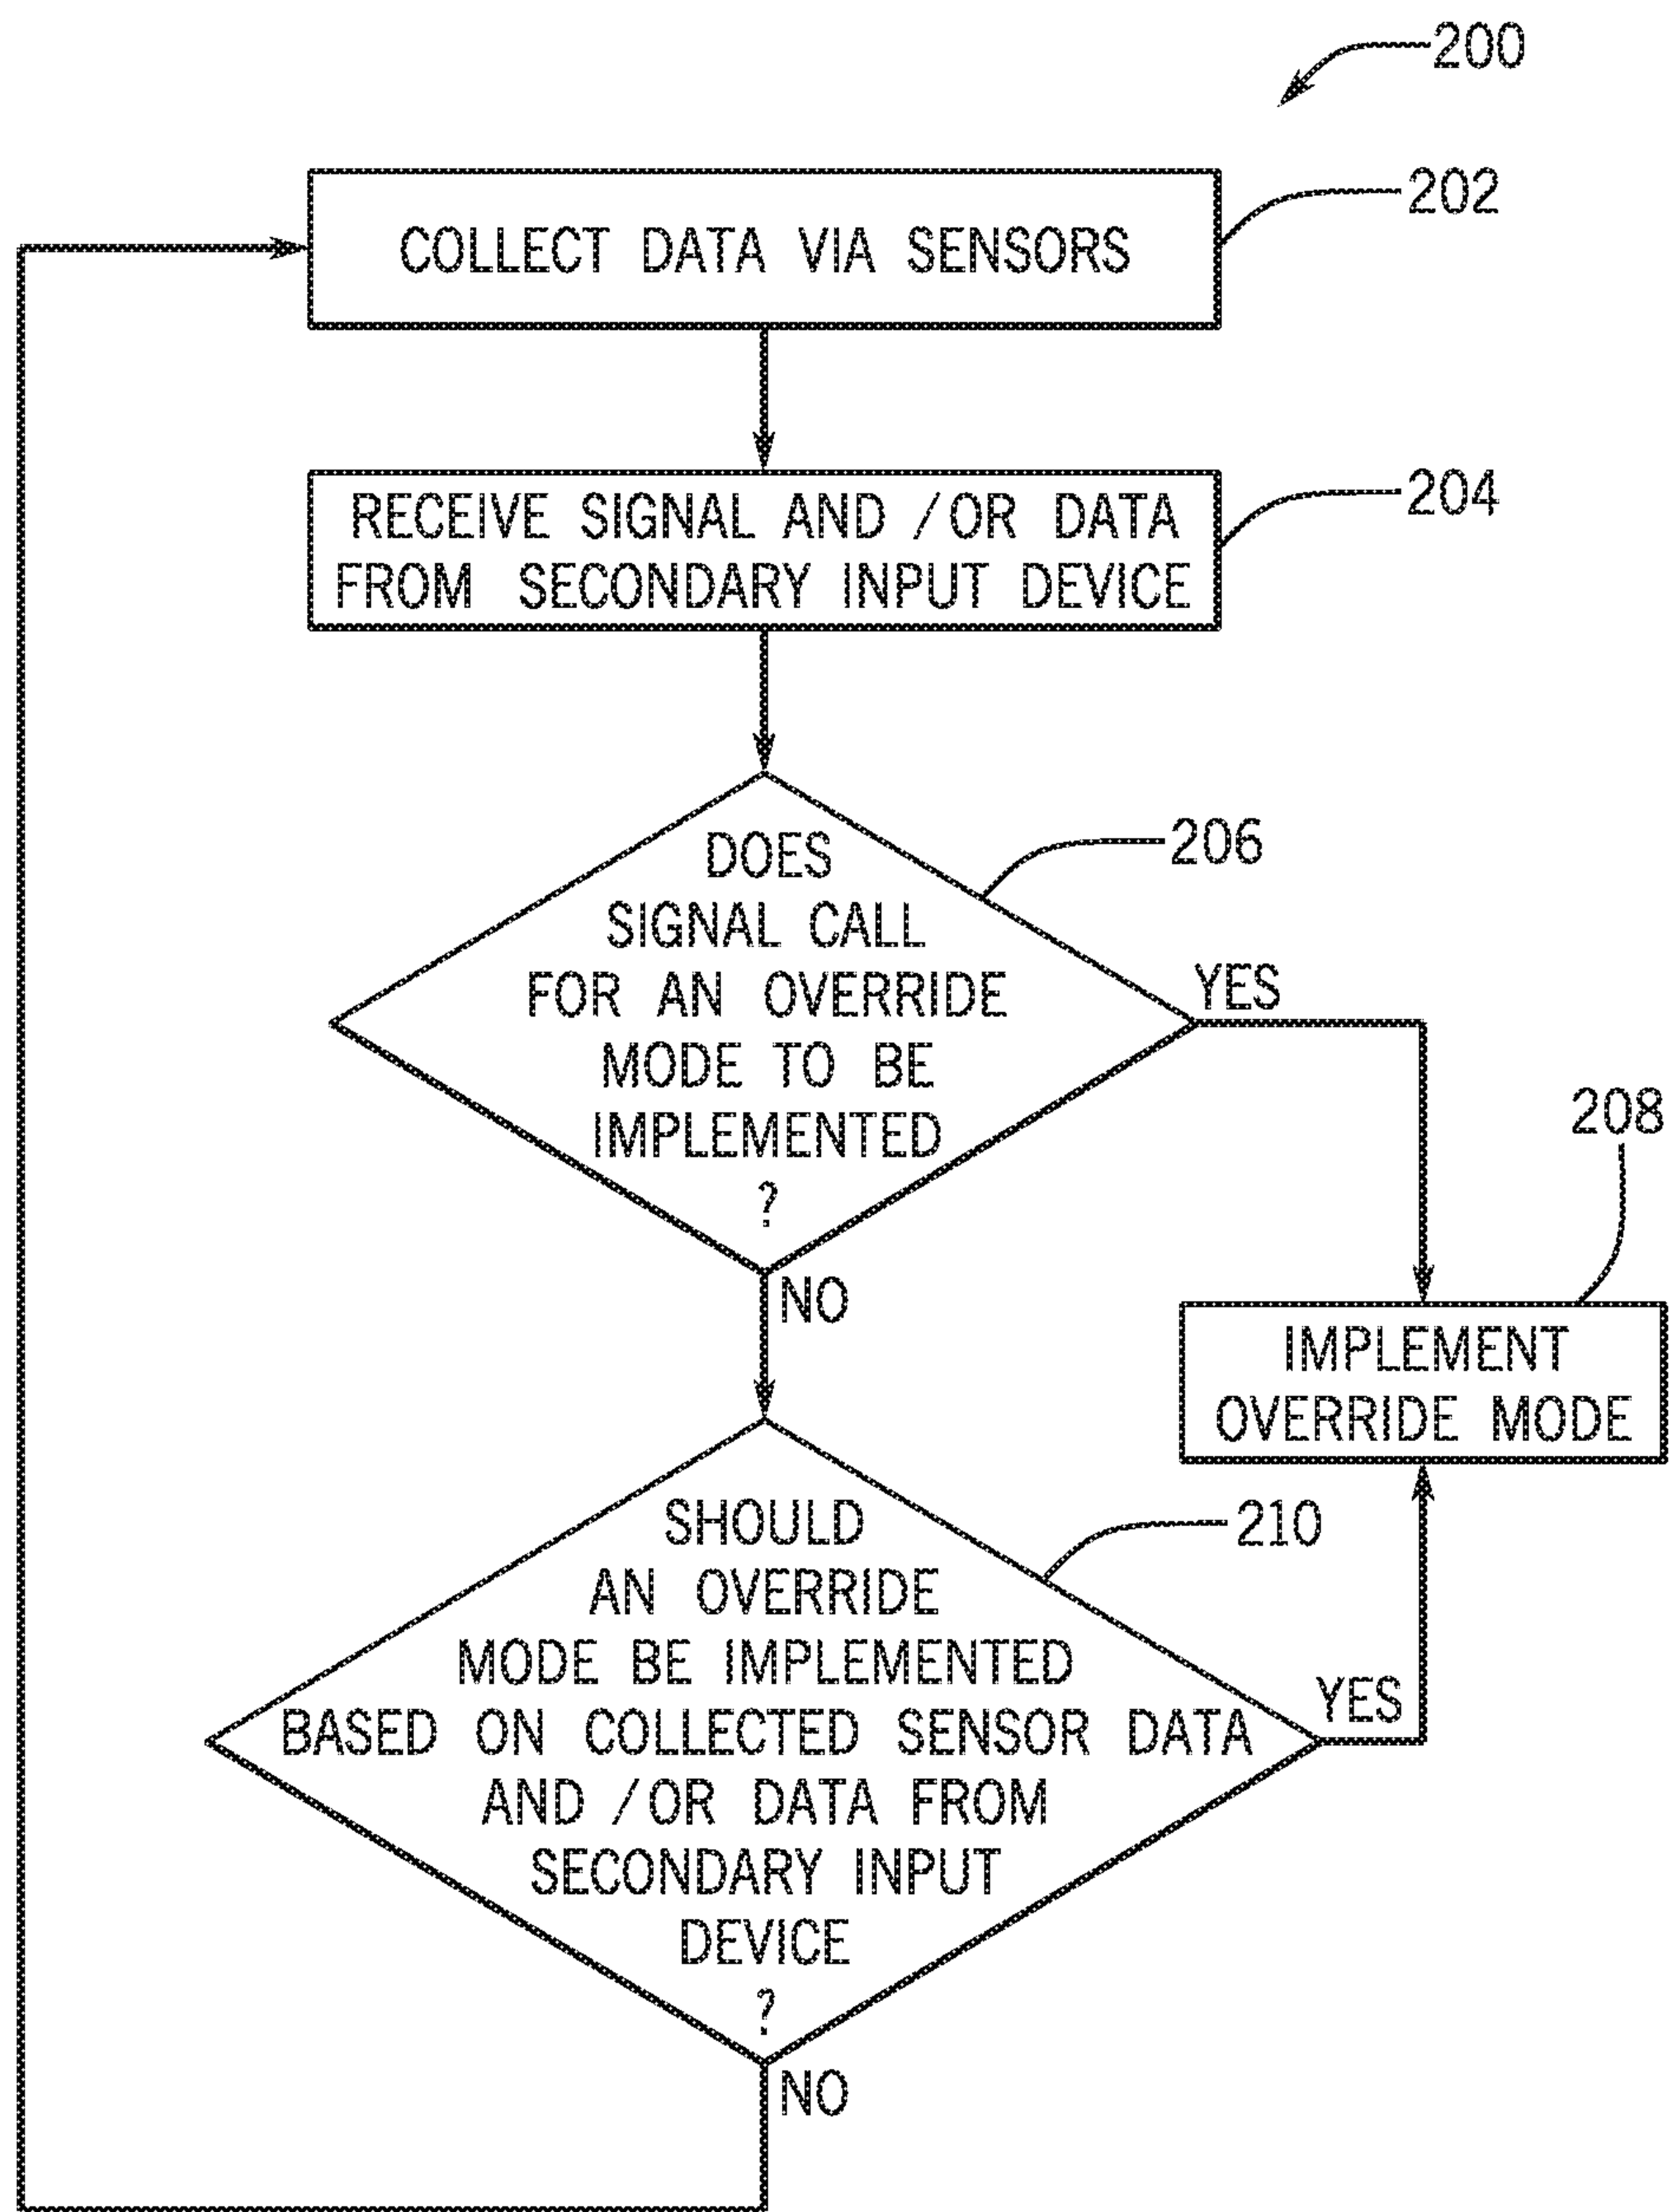 200
COLLECT DATA VIA SENSORS
202
RECEIVE SIGNAL AND /OR DATA
FROM SECONDARY INPUT DEVICE
204
DOES
SIGNAL CALL
FOR AN OVERRIDE
MODE TO BE
IMPLEMENTED
?
206
YES
NO
208
IMPLEMENT
OVERRIDE MODE
SHOULD
AN OVERRIDE
MODE BE IMPLEMENTED
BASED ON COLLECTED SENSOR DATA
AND /OR DATA FROM
SECONDARY INPUT
DEVICE
?
210
YES
NO